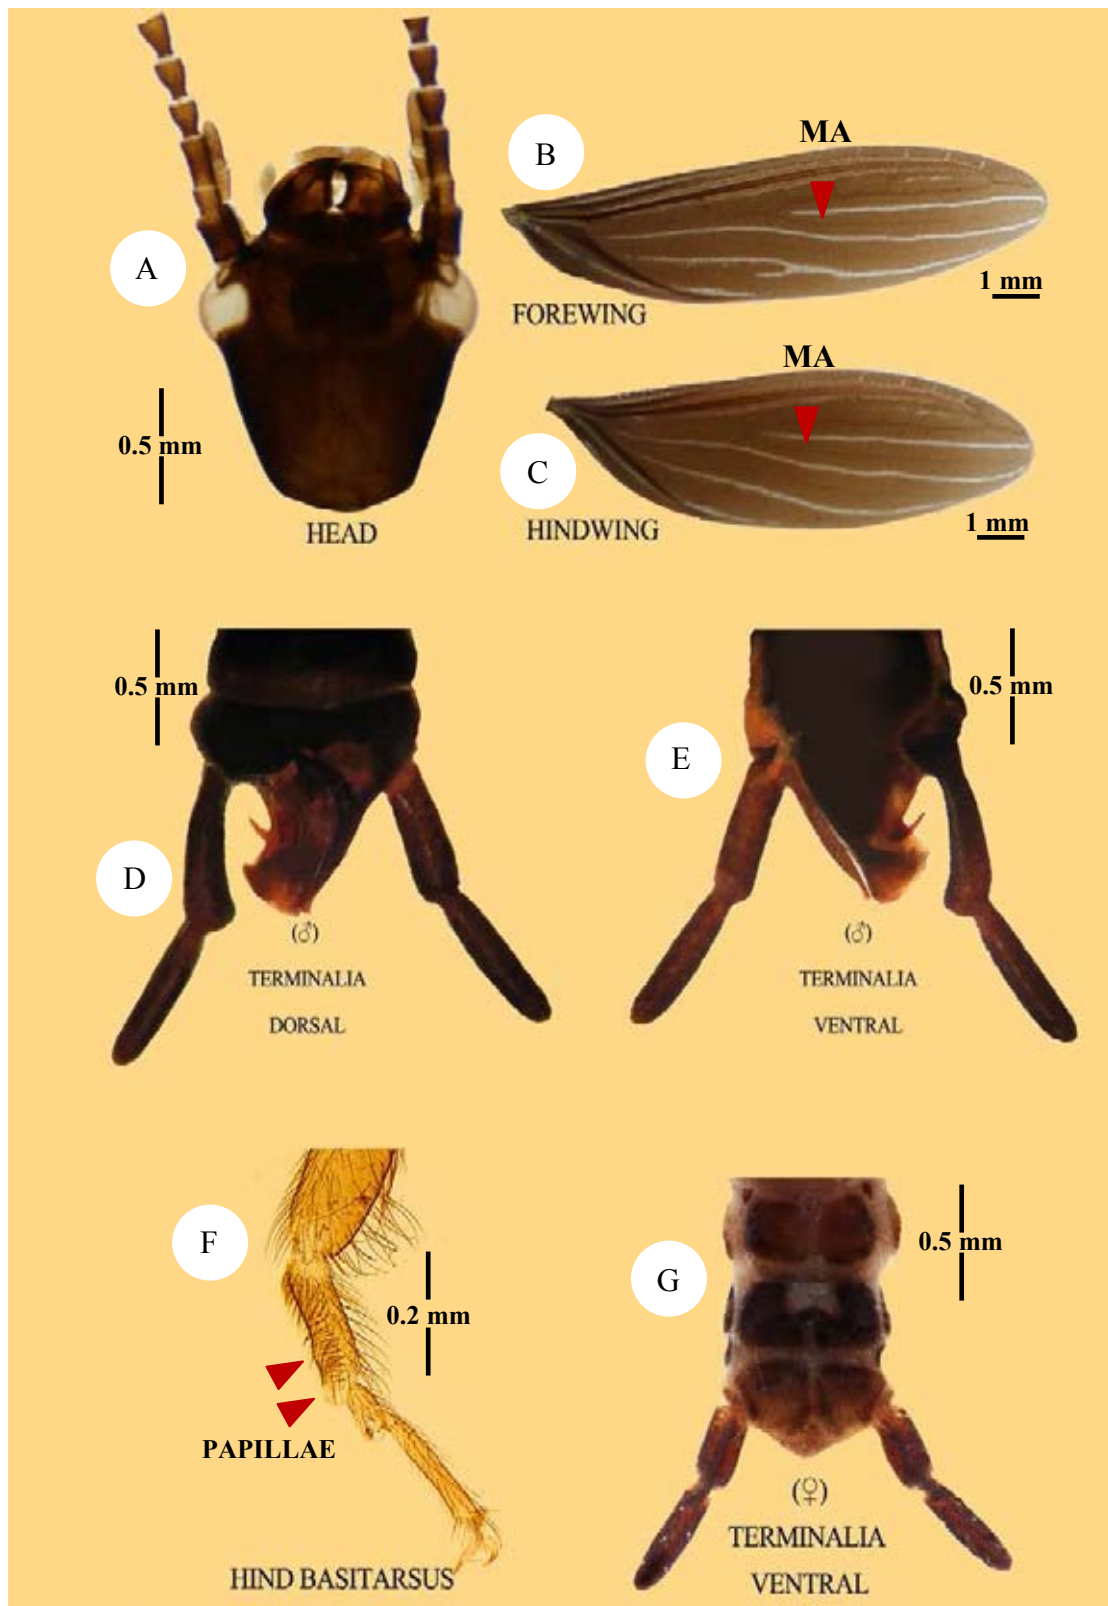 A
0.5 mm
HEAD
B
MA
1 mm
FOREWING
MA
C
1 mm
HINDWING
0.5 mm
D
(♂)
TERMINALIA
DORSAL
0.5 mm
E
(♂)
TERMINALIA
VENTRAL
F
0.2 mm
PAPILLAE
HIND BASITARSUS
G
0.5 mm
(♀)
TERMINALIA
VENTRAL